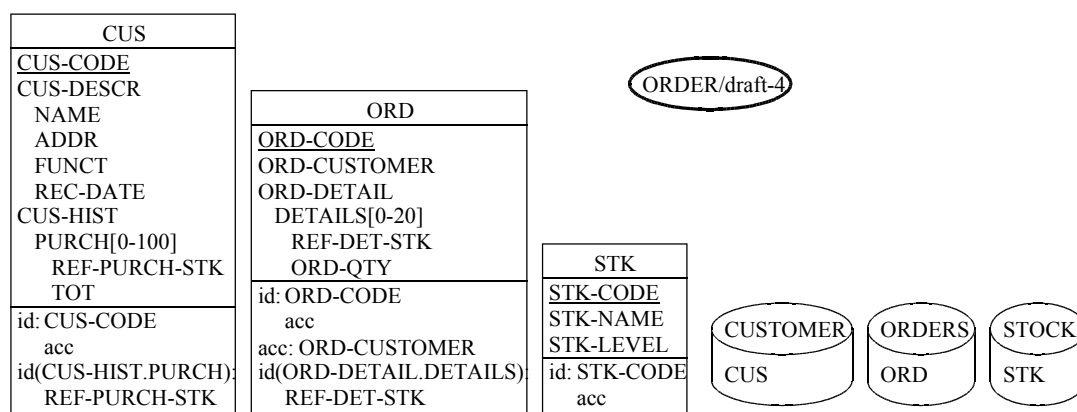 CUS
CUS-CODE
CUS-DESCR
NAME
ADDR
FUNCT
REC-DATE
CUS-HIST
PURCH[0-100]
REF-PURCH-STK
TOT
id: CUS-CODE
acc
id(CUS-HIST.PURCH):
REF-PURCH-STK
ORD
ORD-CODE
ORD-CUSTOMER
ORD-DETAIL
DETAILS[0-20]
REF-DET-STK
ORD-QTY
id: ORD-CODE
acc
acc: ORD-CUSTOMER
id(ORD-DETAIL.DETAILS):
REF-DET-STK
STK
STK-CODE
STK-NAME
STK-LEVEL
id: STK-CODE
acc
ORDER/draft-4
CUSTOMER
CUS
ORDERS
ORD
STOCK
STK